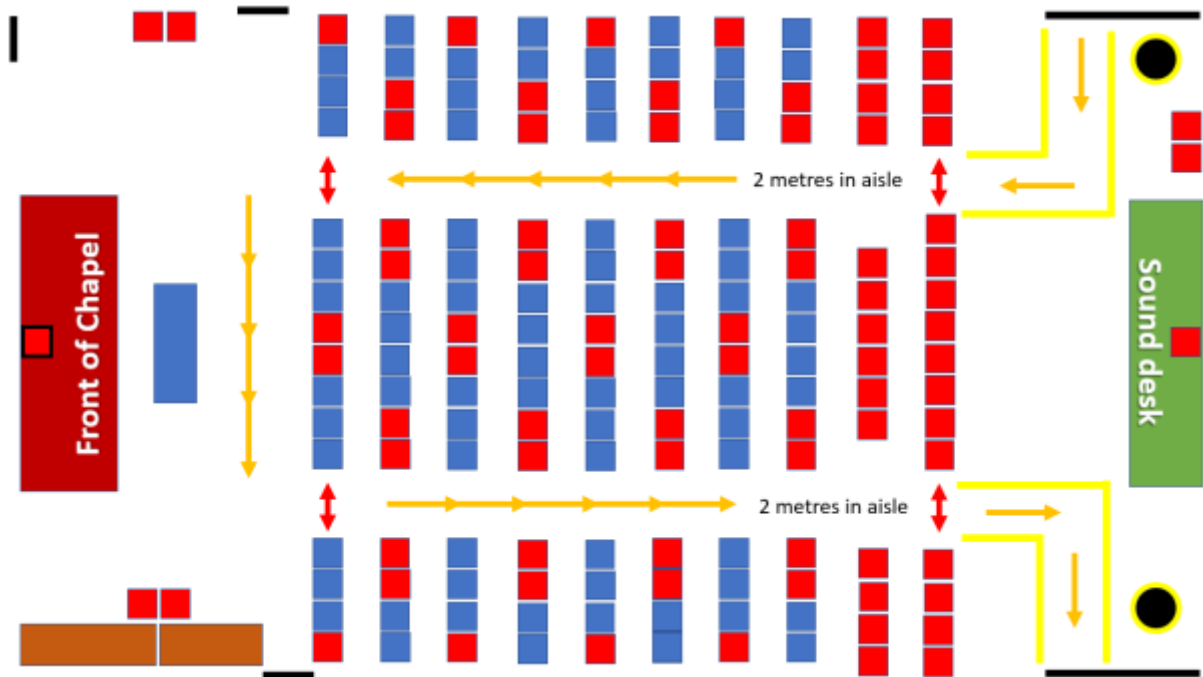 2 metres in aisle
Front of Chapel
Sound desk
2 metres in aisle